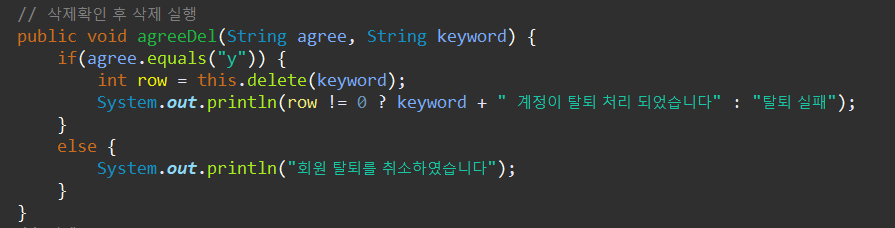 // 삭제확인 후 삭제 실행
public void agreeDel(String agree, String keyword) {
    if(agree.equals("y")) {
        int row = this.delete(keyword);
        System.out.println(row != 0 ? keyword + " 계정이 탈퇴 처리 되었습니다" : "탈퇴 실패");
    }
    else {
        System.out.println("회원 탈퇴를 취소하였습니다");
    }
}